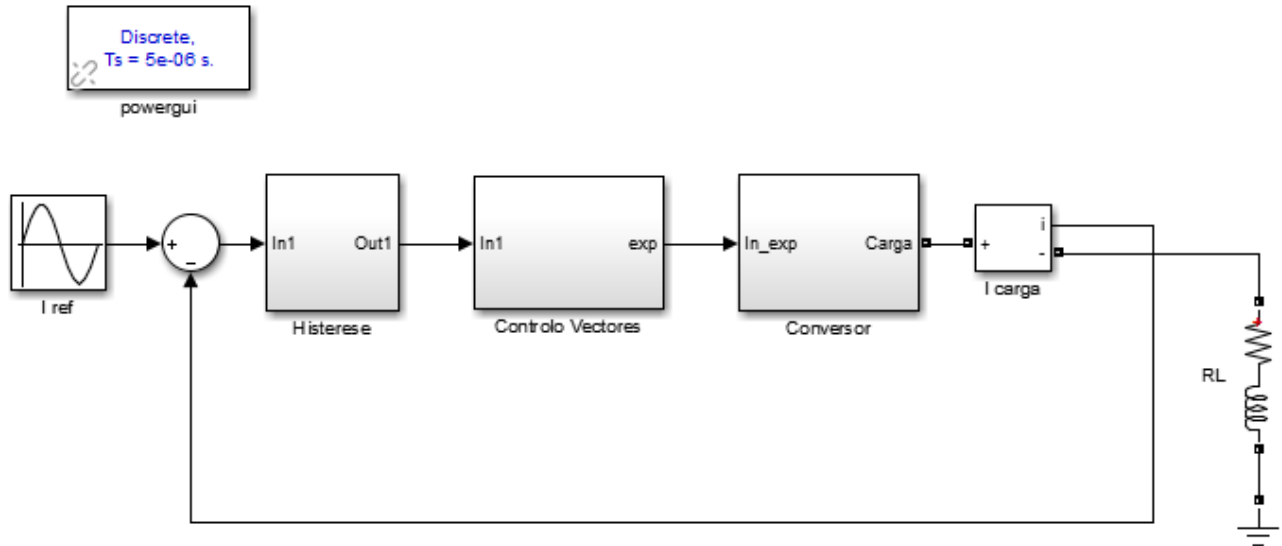 Discrete,
Ts = 5e-06 s.
powergui
+
−
I ref
In1
Out1
Histerese
In1
exp
Controlo Vectores
In_exp
Carga
Conversor
+
i
-
I carga
RL